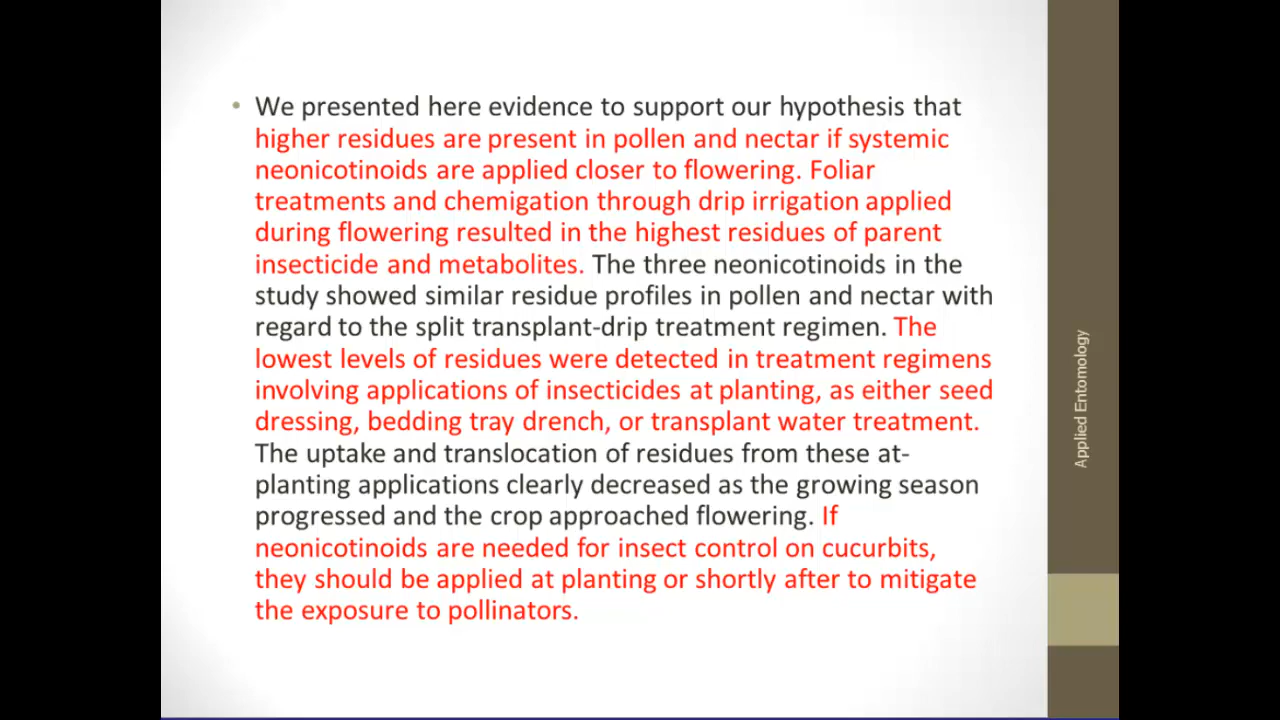 • We presented here evidence to support our hypothesis that
higher residues are present in pollen and nectar if systemic
neonicotinoids are applied closer to flowering. Foliar
treatments and chemigation through drip irrigation applied
during flowering resulted in the highest residues of parent
insecticide and metabolites. The three neonicotinoids in the
study showed similar residue profiles in pollen and nectar with
regard to the split transplant-drip treatment regimen. The
lowest levels of residues were detected in treatment regimens
involving applications of insecticides at planting, as either seed
dressing, bedding tray drench, or transplant water treatment.
The uptake and translocation of residues from these at-
planting applications clearly decreased as the growing season
progressed and the crop approached flowering. If
neonicotinoids are needed for insect control on cucurbits,
they should be applied at planting or shortly after to mitigate
the exposure to pollinators.
Applied Entomology